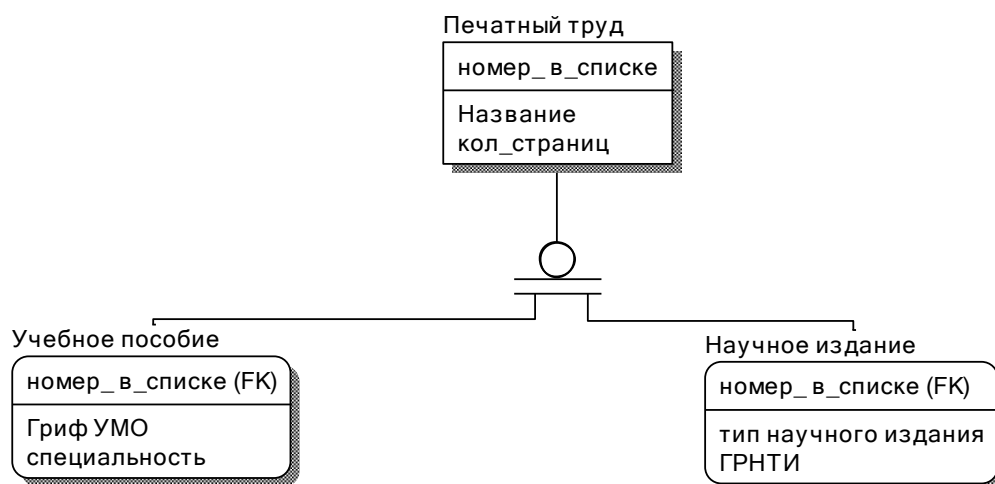 Печатный труд
номер_в_списке
Название
кол_страниц
Учебное пособие
номер_в_списке (FK)
Гриф УМО
специальность
Научное издание
номер_в_списке (FK)
тип научного издания
ГРНТИ